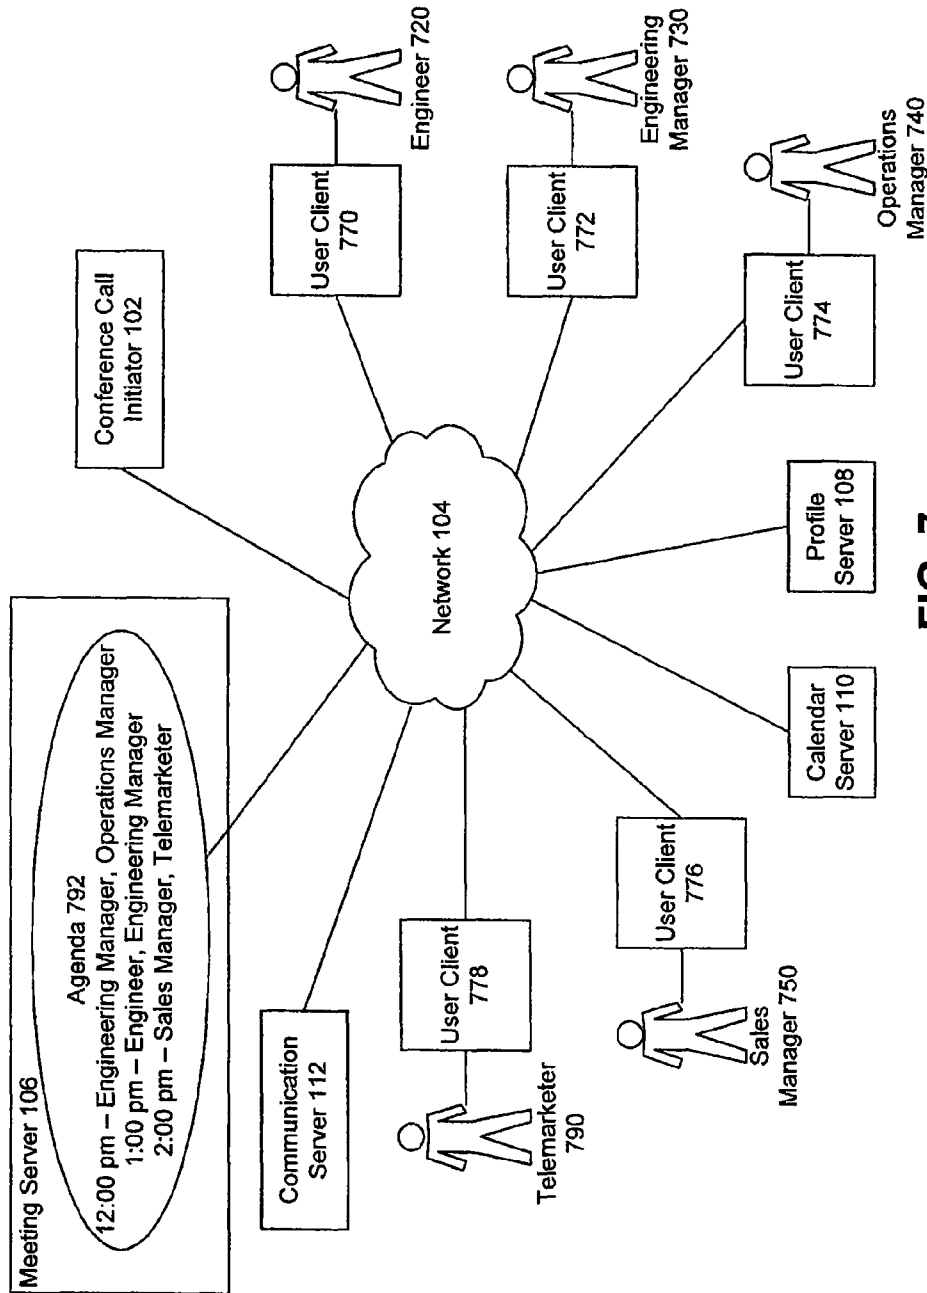 Meeting Server 106
Agenda 792
12:00 pm – Engineering Manager, Operations Manager
1:00 pm – Engineer, Engineering Manager
2:00 pm – Sales Manager, Telemarketer
Conference Call
Initiator 102
Communication
Server 112
Network 104
User Client
770
Engineer 720
User Client
772
Engineering
Manager 730
User Client
774
Operations
Manager 740
User Client
778
Telemarketer
790
User Client
776
Sales
Manager 750
Calendar
Server 110
Profile
Server 108
FIG. 7